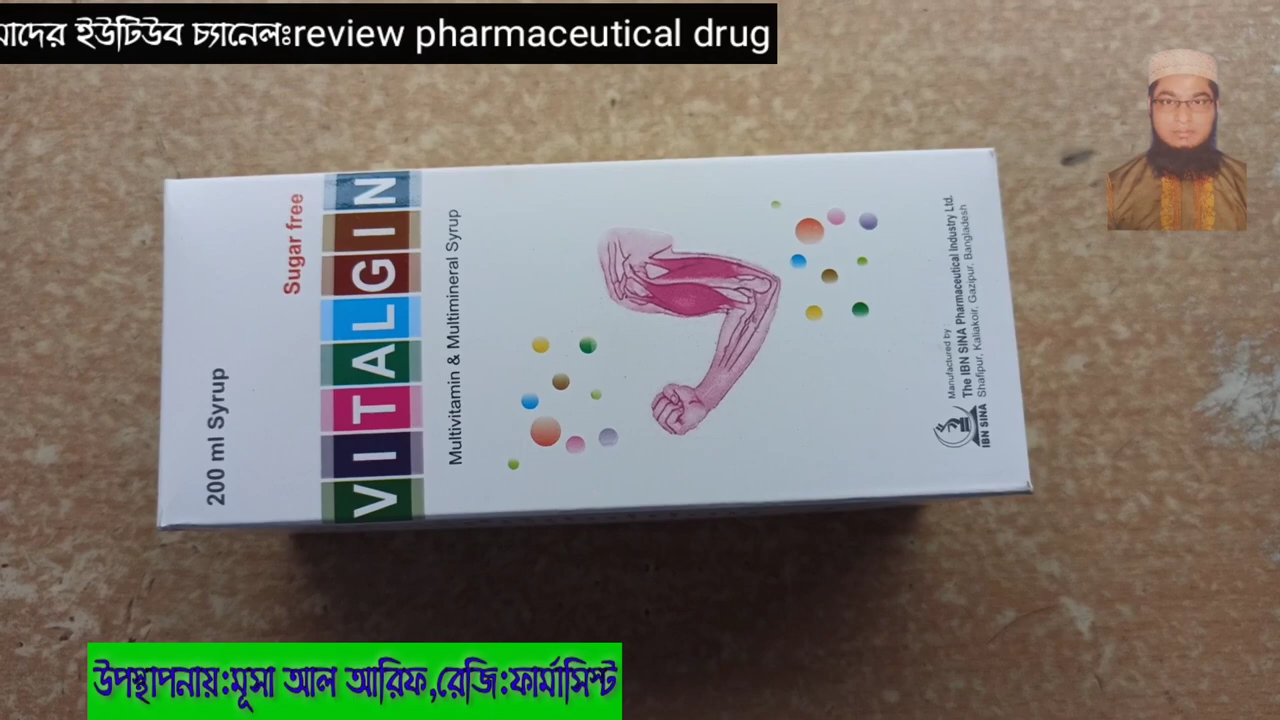 মাদের ইউটিউব চ্যানেলঃreview pharmaceutical drug
200 ml Syrup
Sugar free
VITALGIN
Multivitamin & Multimineral Syrup
Manufactured by
The IBN SINA Pharmaceutical Industry Ltd.
Shafipur, Kaliakoir, Gazipur, Bangladesh
IBN SINA
উপস্থাপনায়:মূসা আল আরিফ,রেজি:ফার্মাসিস্ট